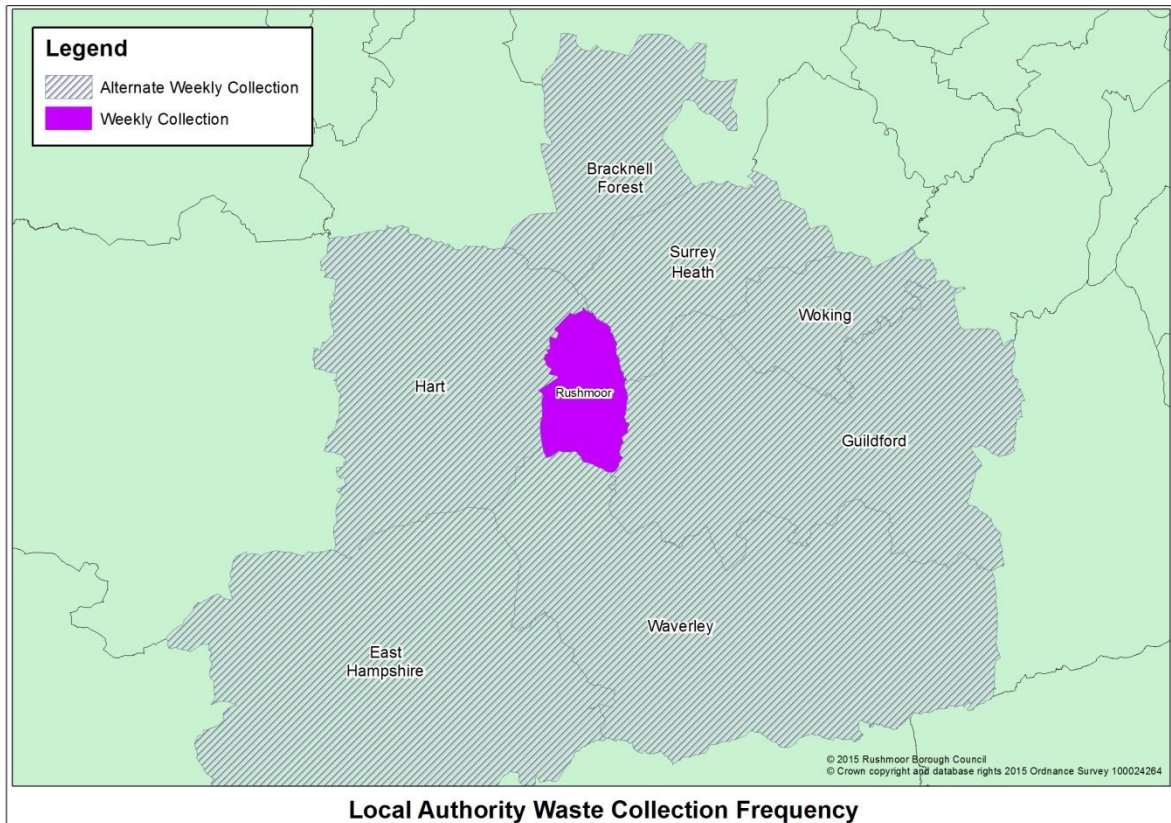 Legend
Alternate Weekly Collection
Weekly Collection
Bracknell
Forest
Surrey
Heath
Woking
Hart
Rushmoor
Guildford
Waverley
East
Hampshire
© 2015 Rushmoor Borough Council
© Crown copyright and database rights 2015 Ordnance Survey 100024264
Local Authority Waste Collection Frequency